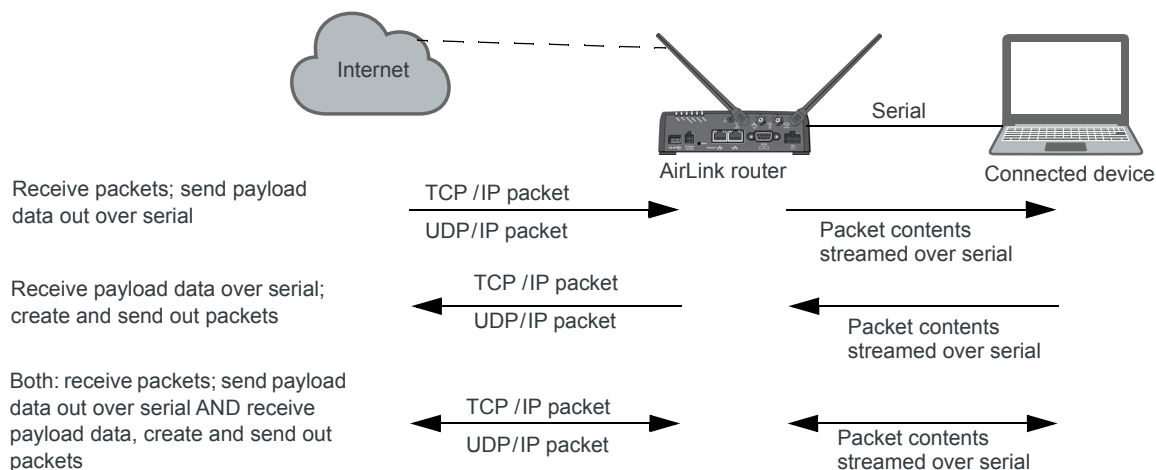 Internet
Serial
AirLink router
Connected device
Receive packets; send payload
data out over serial
TCP /IP packet
UDP/IP packet
Packet contents
streamed over serial
Receive payload data over serial;
create and send out packets
TCP /IP packet
UDP/IP packet
Packet contents
streamed over serial
Both: receive packets; send payload
data out over serial AND receive
payload data, create and send out
packets
TCP /IP packet
UDP/IP packet
Packet contents
streamed over serial